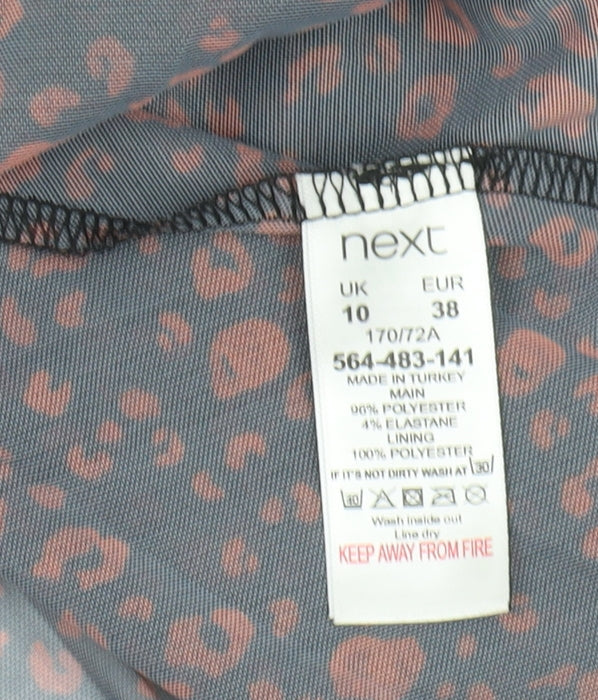 next
UK EUR
10 38
170/72A
564-483-141
MADE IN TURKEY
MAIN
96% POLYESTER
4% ELASTANE
LINING
100% POLYESTER
IF IT'S NOT DIRTY WASH AT 30
40
Wash inside out
Line dry
KEEP AWAY FROM FIRE